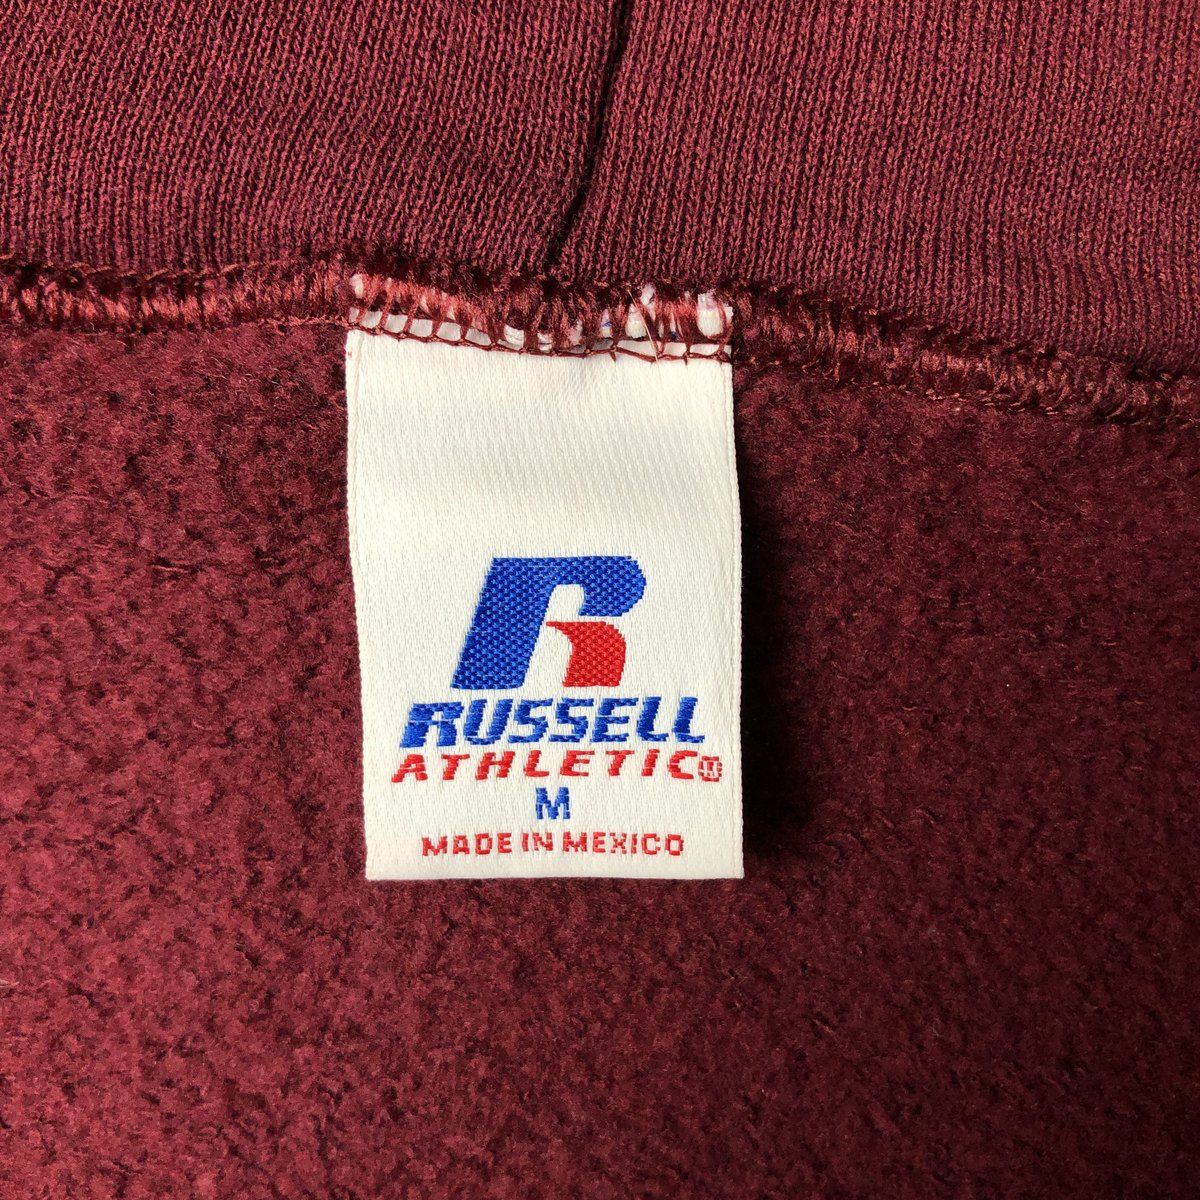 R
RUSSELL
ATHLETIC®
M
MADE IN MEXICO